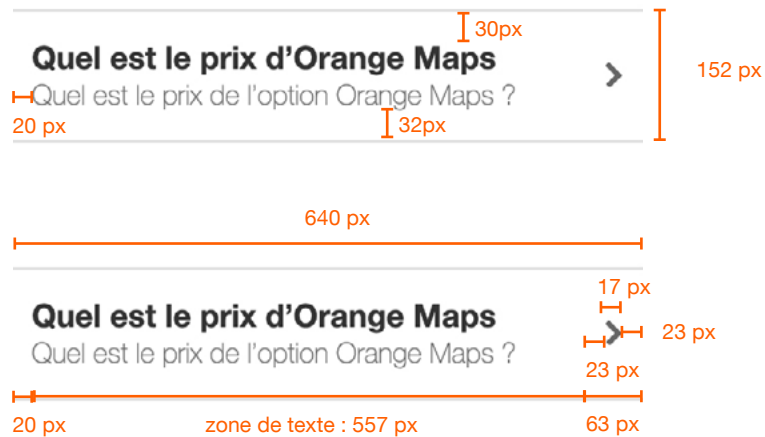 30px
Quel est le prix d’Orange Maps
152 px
Quel est le prix de l’option Orange Maps ?
20 px
32px
640 px
17 px
Quel est le prix d’Orange Maps
23 px
Quel est le prix de l’option Orange Maps ?
23 px
20 px
zone de texte : 557 px
63 px